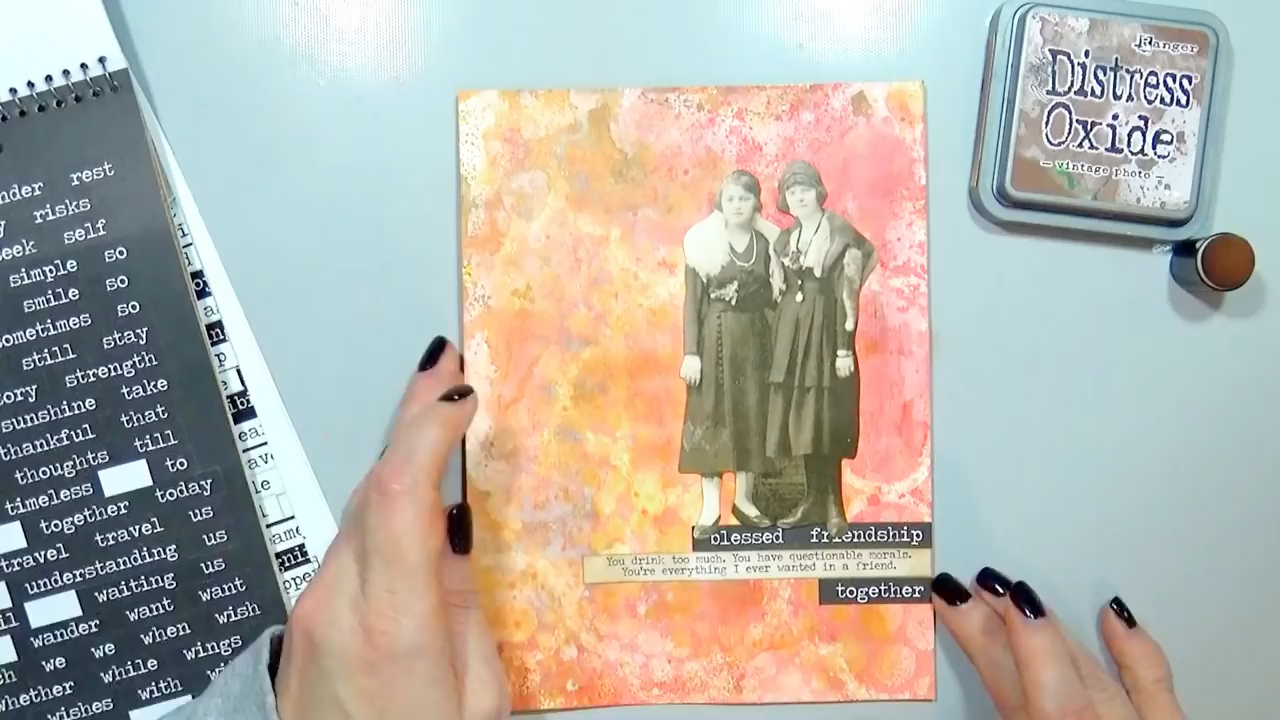 rest
risks
self
simple so
smile so
sometimes so
still stay
strength
sunshine take
thankful that
thoughts till
timeless to
together today
travel travel us
understanding us
waiting us
wander want want
we we when wish
whether while wings
wishes with
Ranger
Distress
Oxide
– vintage photo –
blessed friendship
You drink too much. You have questionable morals.
You're everything I ever wanted in a friend.
together